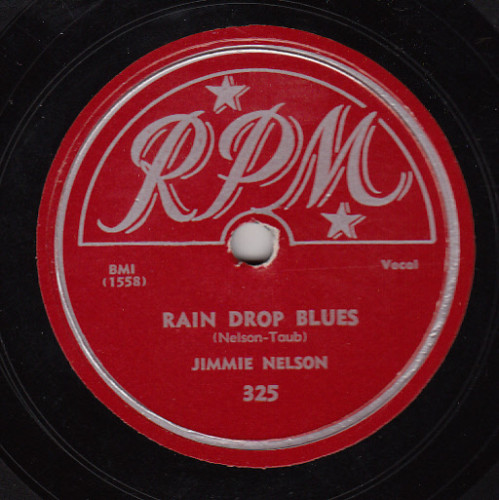 RPM
BMI
(1558)
Vocal
RAIN DROP BLUES
(Nelson-Taub)
JIMMIE NELSON
325